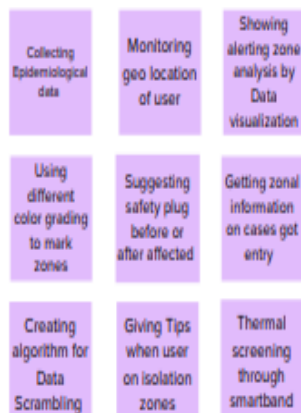 Collecting
Epidemiological
data
Monitoring
geo location
of user
Showing
alerting zone
analysis by
Data
visualization
Using
different
color grading
to mark
zones
Suggesting
safety plug
before or
after affected
Getting zonal
information
on cases got
entry
Creating
algorithm for
Data
Scrambling
Giving Tips
when user
on isolation
zones
Thermal
screening
through
smartband